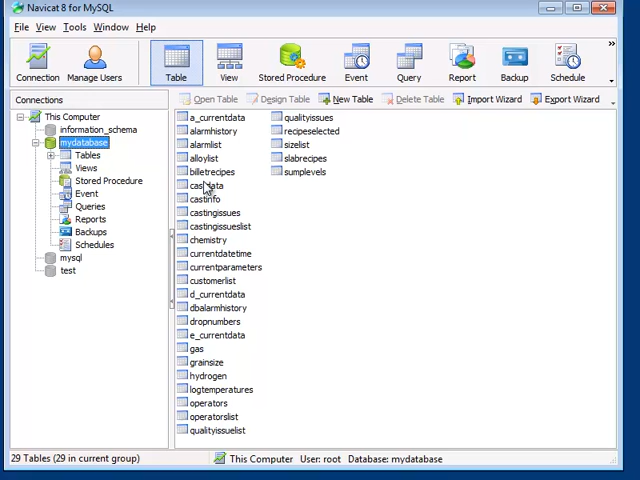 Navicat 8 for MySQL
File View Tools Window Help
Connection Manage Users Table View Stored Procedure Event Query Report Backup Schedule
Connections
Open Table Design Table New Table Delete Table Import Wizard Export Wizard
This Computer
information_schema
mydatabase
Tables
Views
Stored Procedure
Event
Queries
Reports
Backups
Schedules
mysql
test
a_currentdata
alarmhistory
alarmlist
alloylist
billetrecipes
castdata
castinfo
castingissues
castingissueslist
chemistry
currentdatetime
currentparameters
customerlist
d_currentdata
dbalarmhistory
dropnumbers
e_currentdata
gas
grainsize
hydrogen
logtemperatures
operators
operatorslist
qualityissuelist
qualityissues
recipeselected
sizelist
slabrecipes
sumplevels
29 Tables (29 in current group) This Computer User: root Database: mydatabase